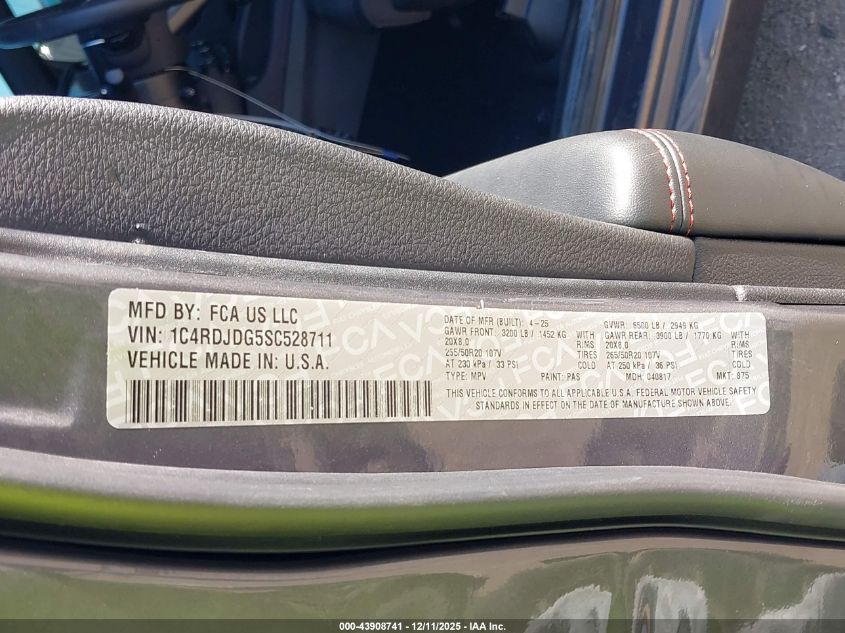 MFD BY: FCA US LLC
VIN: 1C4RDJDG5SC528711
VEHICLE MADE IN: U.S.A.
DATE OF MFR (BUILT): 4-25 GVWR: 6500 LB / 2949 KG
GAWR FRONT: 3200 LB / 1452 KG WITH GAWR REAR: 3900 LB / 1770 KG WITH
20X8.0 RIMS 20X8.0 RIMS
255/50R20 107V TIRES 265/50R20 107V TIRES
AT 230 kPa / 33 PSI COLD AT 250 kPa / 36 PSI COLD
TYPE: MPV PAINT: PAS MDH: 040817 MKT: 875
THIS VEHICLE CONFORMS TO ALL APPLICABLE U.S.A. FEDERAL MOTOR VEHICLE SAFETY
STANDARDS IN EFFECT ON THE DATE OF MANUFACTURE SHOWN ABOVE.
000-43908741 - 12/11/2025 - IAA Inc.